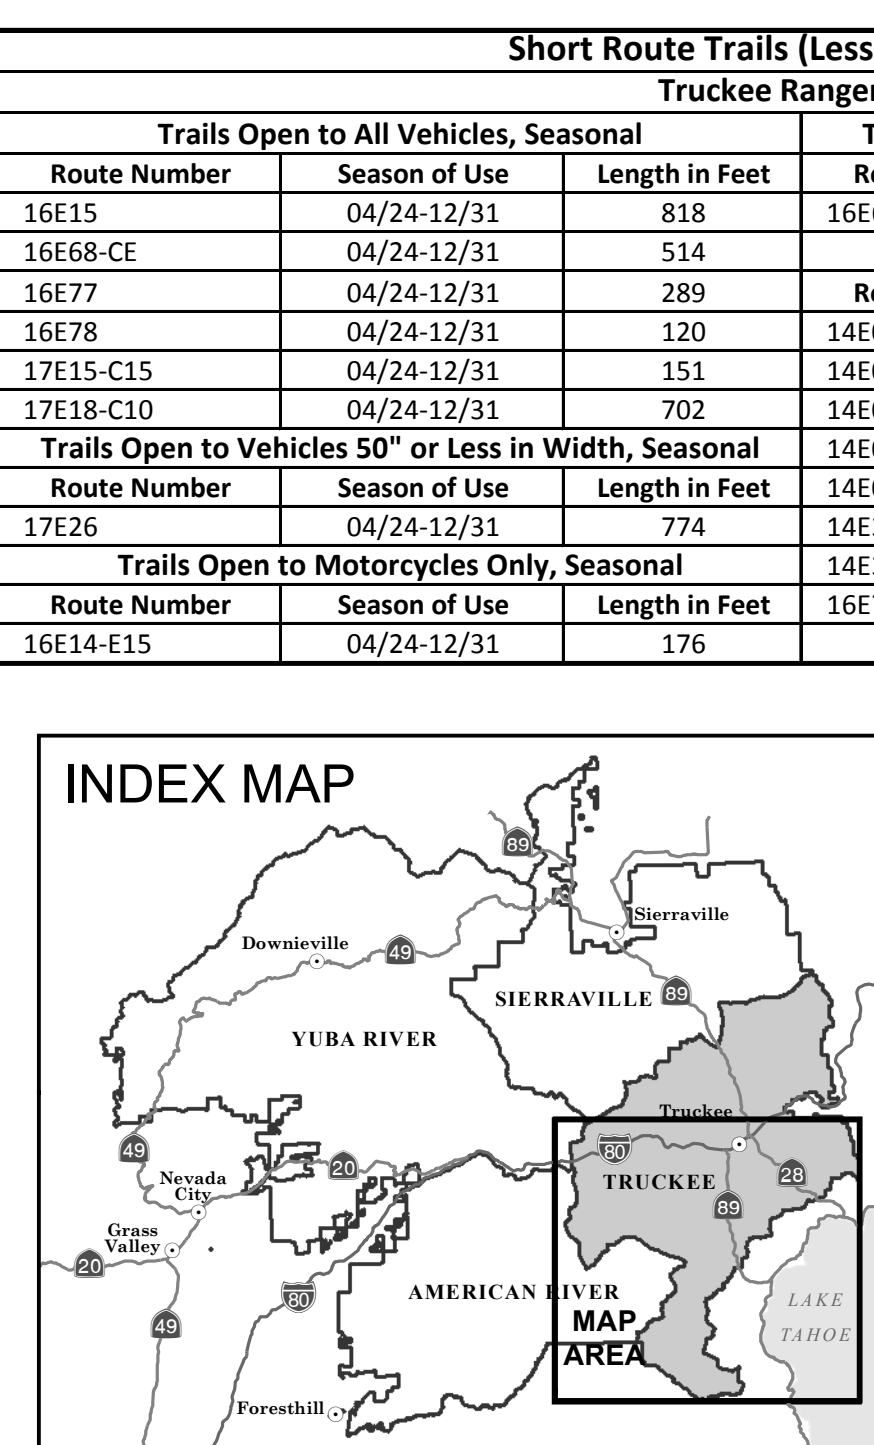 Short Route Trails (Less
Truckee Ranger
Trails Open to All Vehicles, Seasonal
Route Number Season of Use Length in Feet
16E15 04/24-12/31 818
16E68-CE 04/24-12/31 514
16E77 04/24-12/31 289
16E78 04/24-12/31 120
17E15-C15 04/24-12/31 151
17E18-C10 04/24-12/31 702
Trails Open to Vehicles 50" or Less in Width, Seasonal
Route Number Season of Use Length in Feet
17E26 04/24-12/31 774
Trails Open to Motorcycles Only, Seasonal
Route Number Season of Use Length in Feet
16E14-E15 04/24-12/31 176
INDEX MAP
89
Sierraville
Downieville
49
SIERRAVILLE
89
YUBA RIVER
Truckee
49
80
20
TRUCKEE
28
Nevada
City
89
Grass
Valley
20
80
AMERICAN RIVER
LAKE
TAHOE
49
MAP
AREA
Foresthill